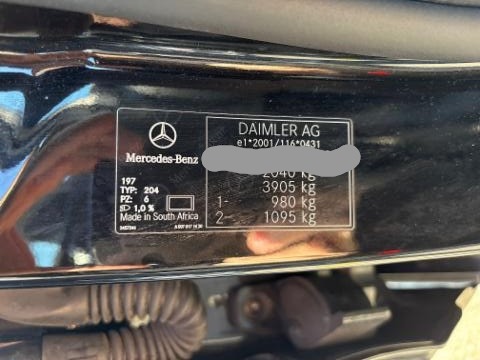 Mercedes-Benz
197
TYP: 204
PZ: 6
1,0 %
Made in South Africa
DAIMLER AG
e1*2001/116*0431
2040 kg
3905 kg
1- 980 kg
2- 1095 kg